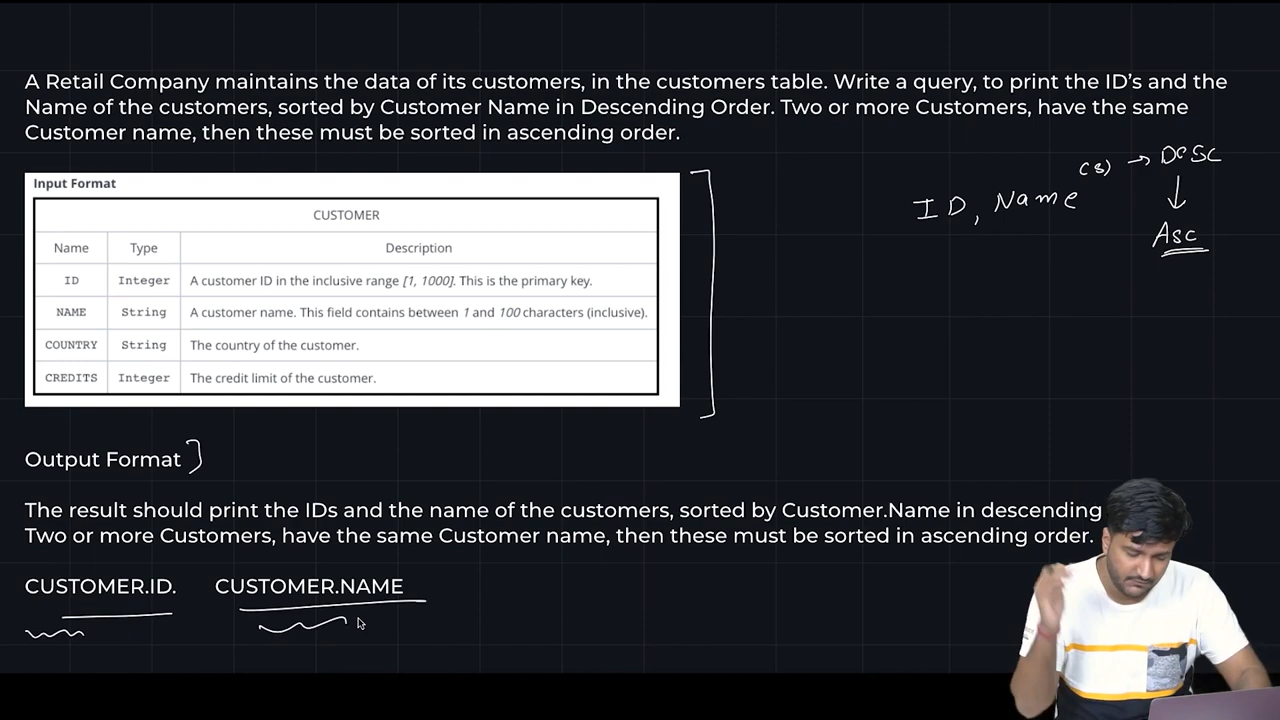 A Retail Company maintains the data of its customers, in the customers table. Write a query, to print the ID's and the
Name of the customers, sorted by Customer Name in Descending Order. Two or more Customers, have the same
Customer name, then these must be sorted in ascending order.
(s) → DESC
ID, Name
Asc
Input Format
CUSTOMER
Name Type Description
ID Integer A customer ID in the inclusive range [1, 1000]. This is the primary key.
NAME String A customer name. This field contains between 1 and 100 characters (inclusive).
COUNTRY String The country of the customer.
CREDITS Integer The credit limit of the customer.
Output Format
The result should print the IDs and the name of the customers, sorted by Customer.Name in descending
Two or more Customers, have the same Customer name, then these must be sorted in ascending order.
CUSTOMER.ID. CUSTOMER.NAME